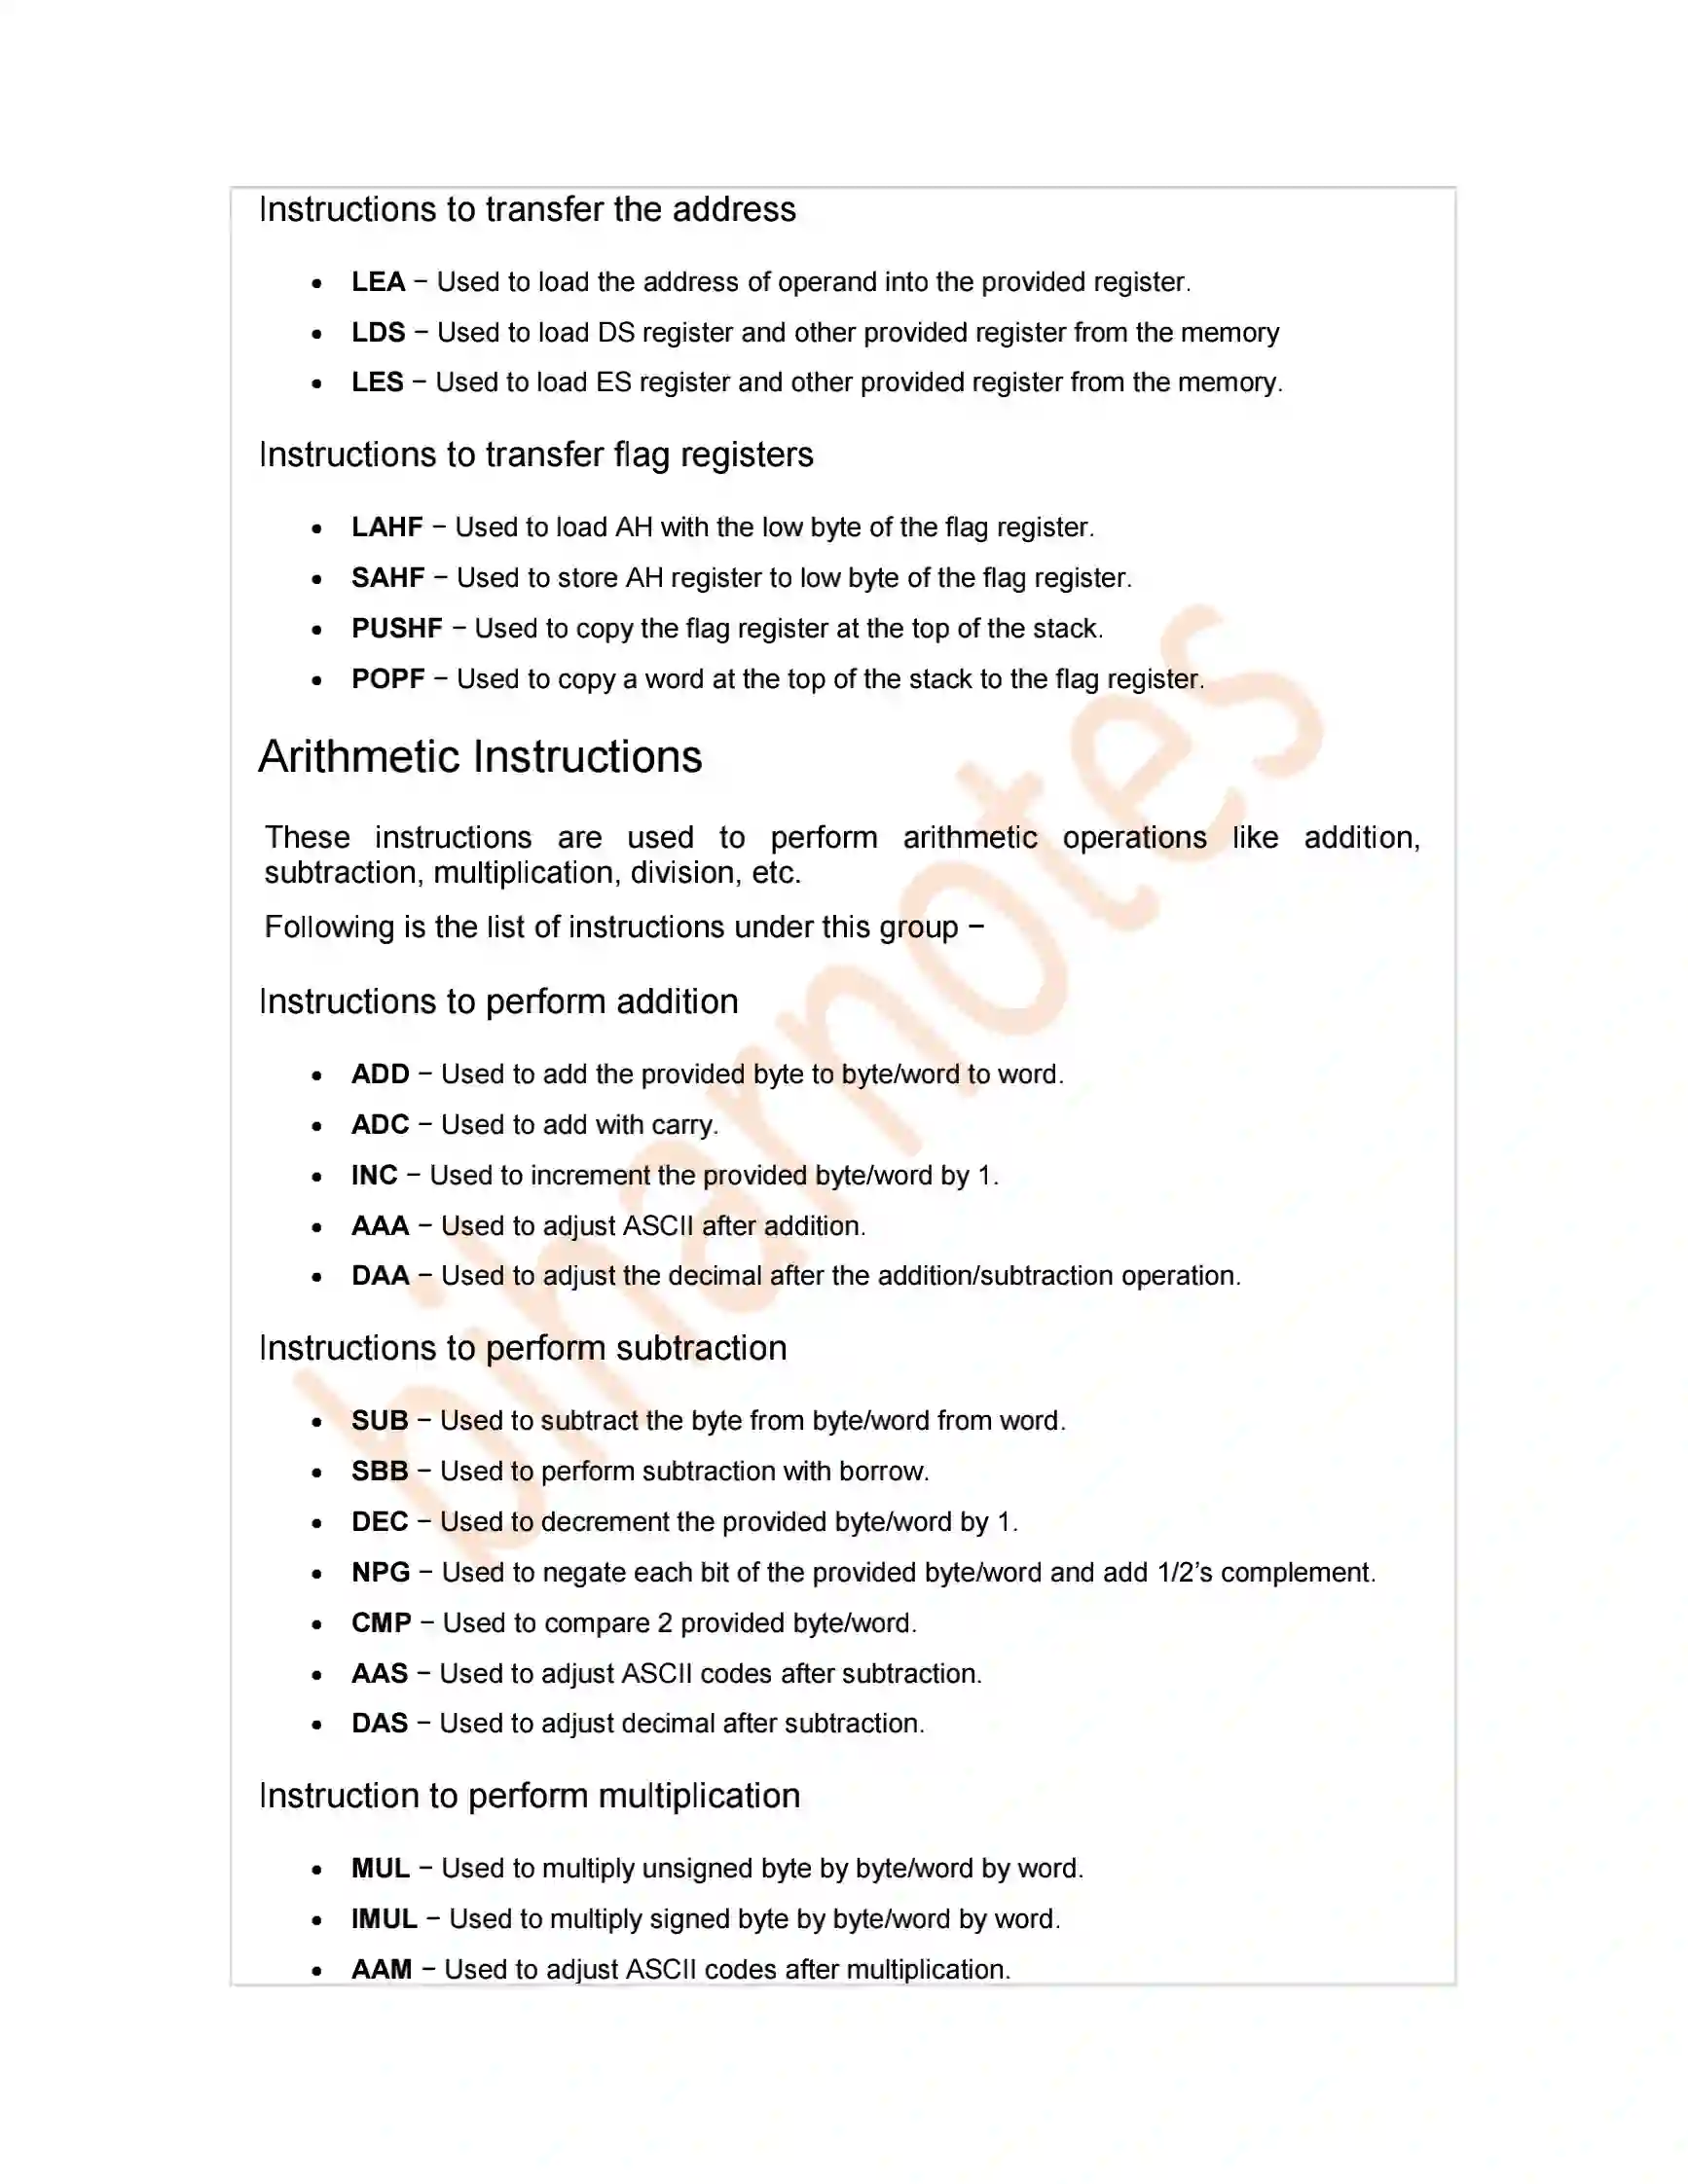 Instructions to transfer the address
• LEA − Used to load the address of operand into the provided register.
• LDS − Used to load DS register and other provided register from the memory
• LES − Used to load ES register and other provided register from the memory.
Instructions to transfer flag registers
• LAHF − Used to load AH with the low byte of the flag register.
• SAHF − Used to store AH register to low byte of the flag register.
• PUSHF − Used to copy the flag register at the top of the stack.
• POPF − Used to copy a word at the top of the stack to the flag register.
Arithmetic Instructions
These instructions are used to perform arithmetic operations like addition,
subtraction, multiplication, division, etc.
Following is the list of instructions under this group −
Instructions to perform addition
• ADD − Used to add the provided byte to byte/word to word.
• ADC − Used to add with carry.
• INC − Used to increment the provided byte/word by 1.
• AAA − Used to adjust ASCII after addition.
• DAA − Used to adjust the decimal after the addition/subtraction operation.
Instructions to perform subtraction
• SUB − Used to subtract the byte from byte/word from word.
• SBB − Used to perform subtraction with borrow.
• DEC − Used to decrement the provided byte/word by 1.
• NPG − Used to negate each bit of the provided byte/word and add 1/2’s complement.
• CMP − Used to compare 2 provided byte/word.
• AAS − Used to adjust ASCII codes after subtraction.
• DAS − Used to adjust decimal after subtraction.
Instruction to perform multiplication
• MUL − Used to multiply unsigned byte by byte/word by word.
• IMUL − Used to multiply signed byte by byte/word by word.
• AAM − Used to adjust ASCII codes after multiplication.
biharnotes